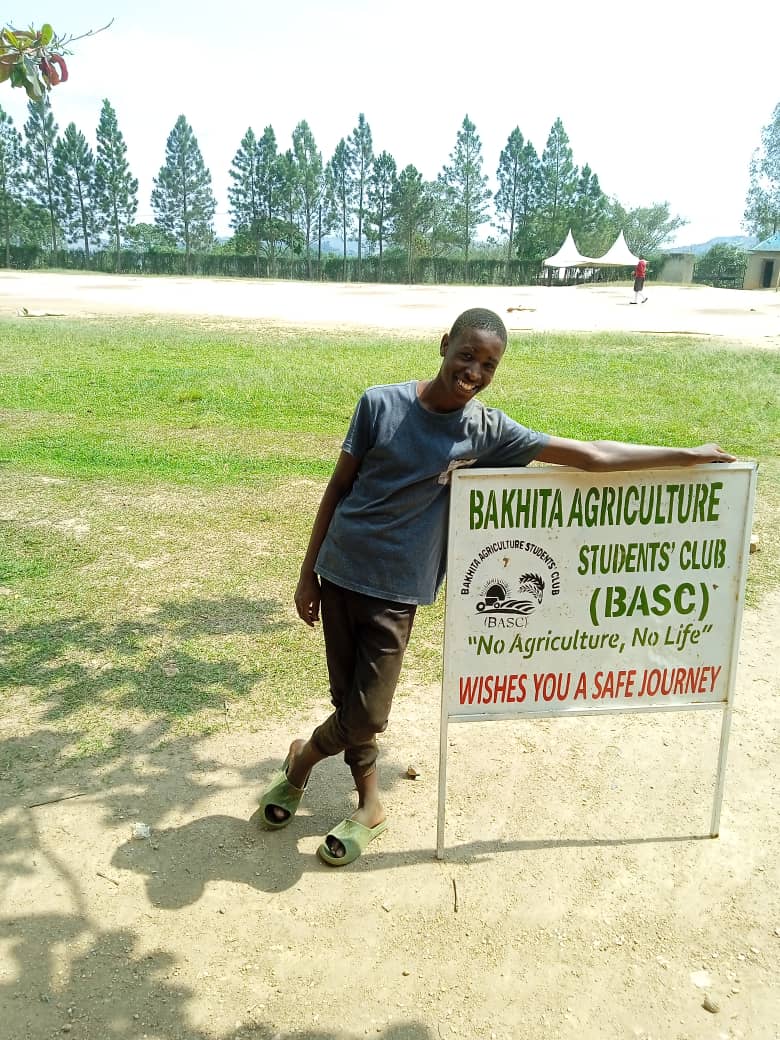 BAKHITA AGRICULTURE
STUDENTS' CLUB
(BASC)
BAKHITA AGRICULTURE STUDENTS' CLUB
(BASC)
"No Agriculture, No Life"
WISHES YOU A SAFE JOURNEY